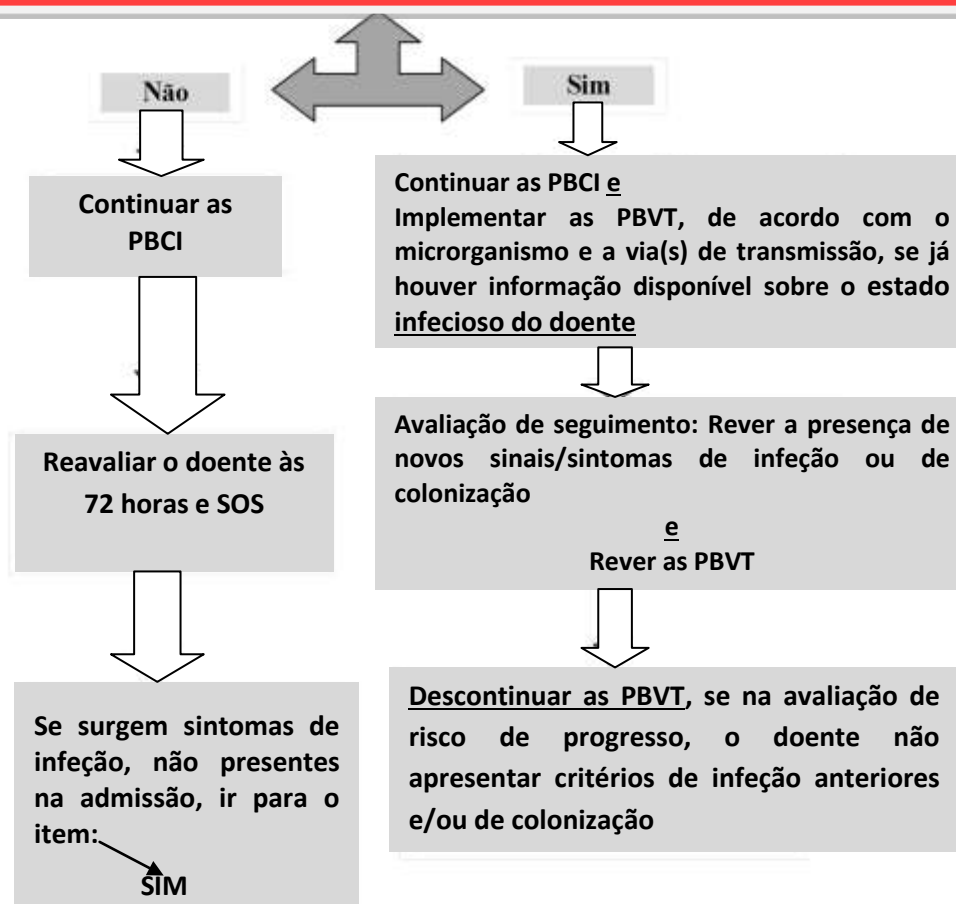 Não
Continuar as
PBCI
Reavaliar o doente às
72 horas e SOS
Se surgem sintomas de
infeção, não presentes
na admissão, ir para o
item:
SIM
Sim
Continuar as PBCI e
Implementar as PBVT, de acordo com o
microrganismo e a via(s) de transmissão, se já
houver informação disponível sobre o estado
infecioso do doente
Avaliação de seguimento: Rever a presença de
novos sinais/sintomas de infeção ou de
colonização
e
Rever as PBVT
Descontinuar as PBVT, se na avaliação de
risco de progresso, o doente não
apresentar critérios de infeção anteriores
e/ou de colonização